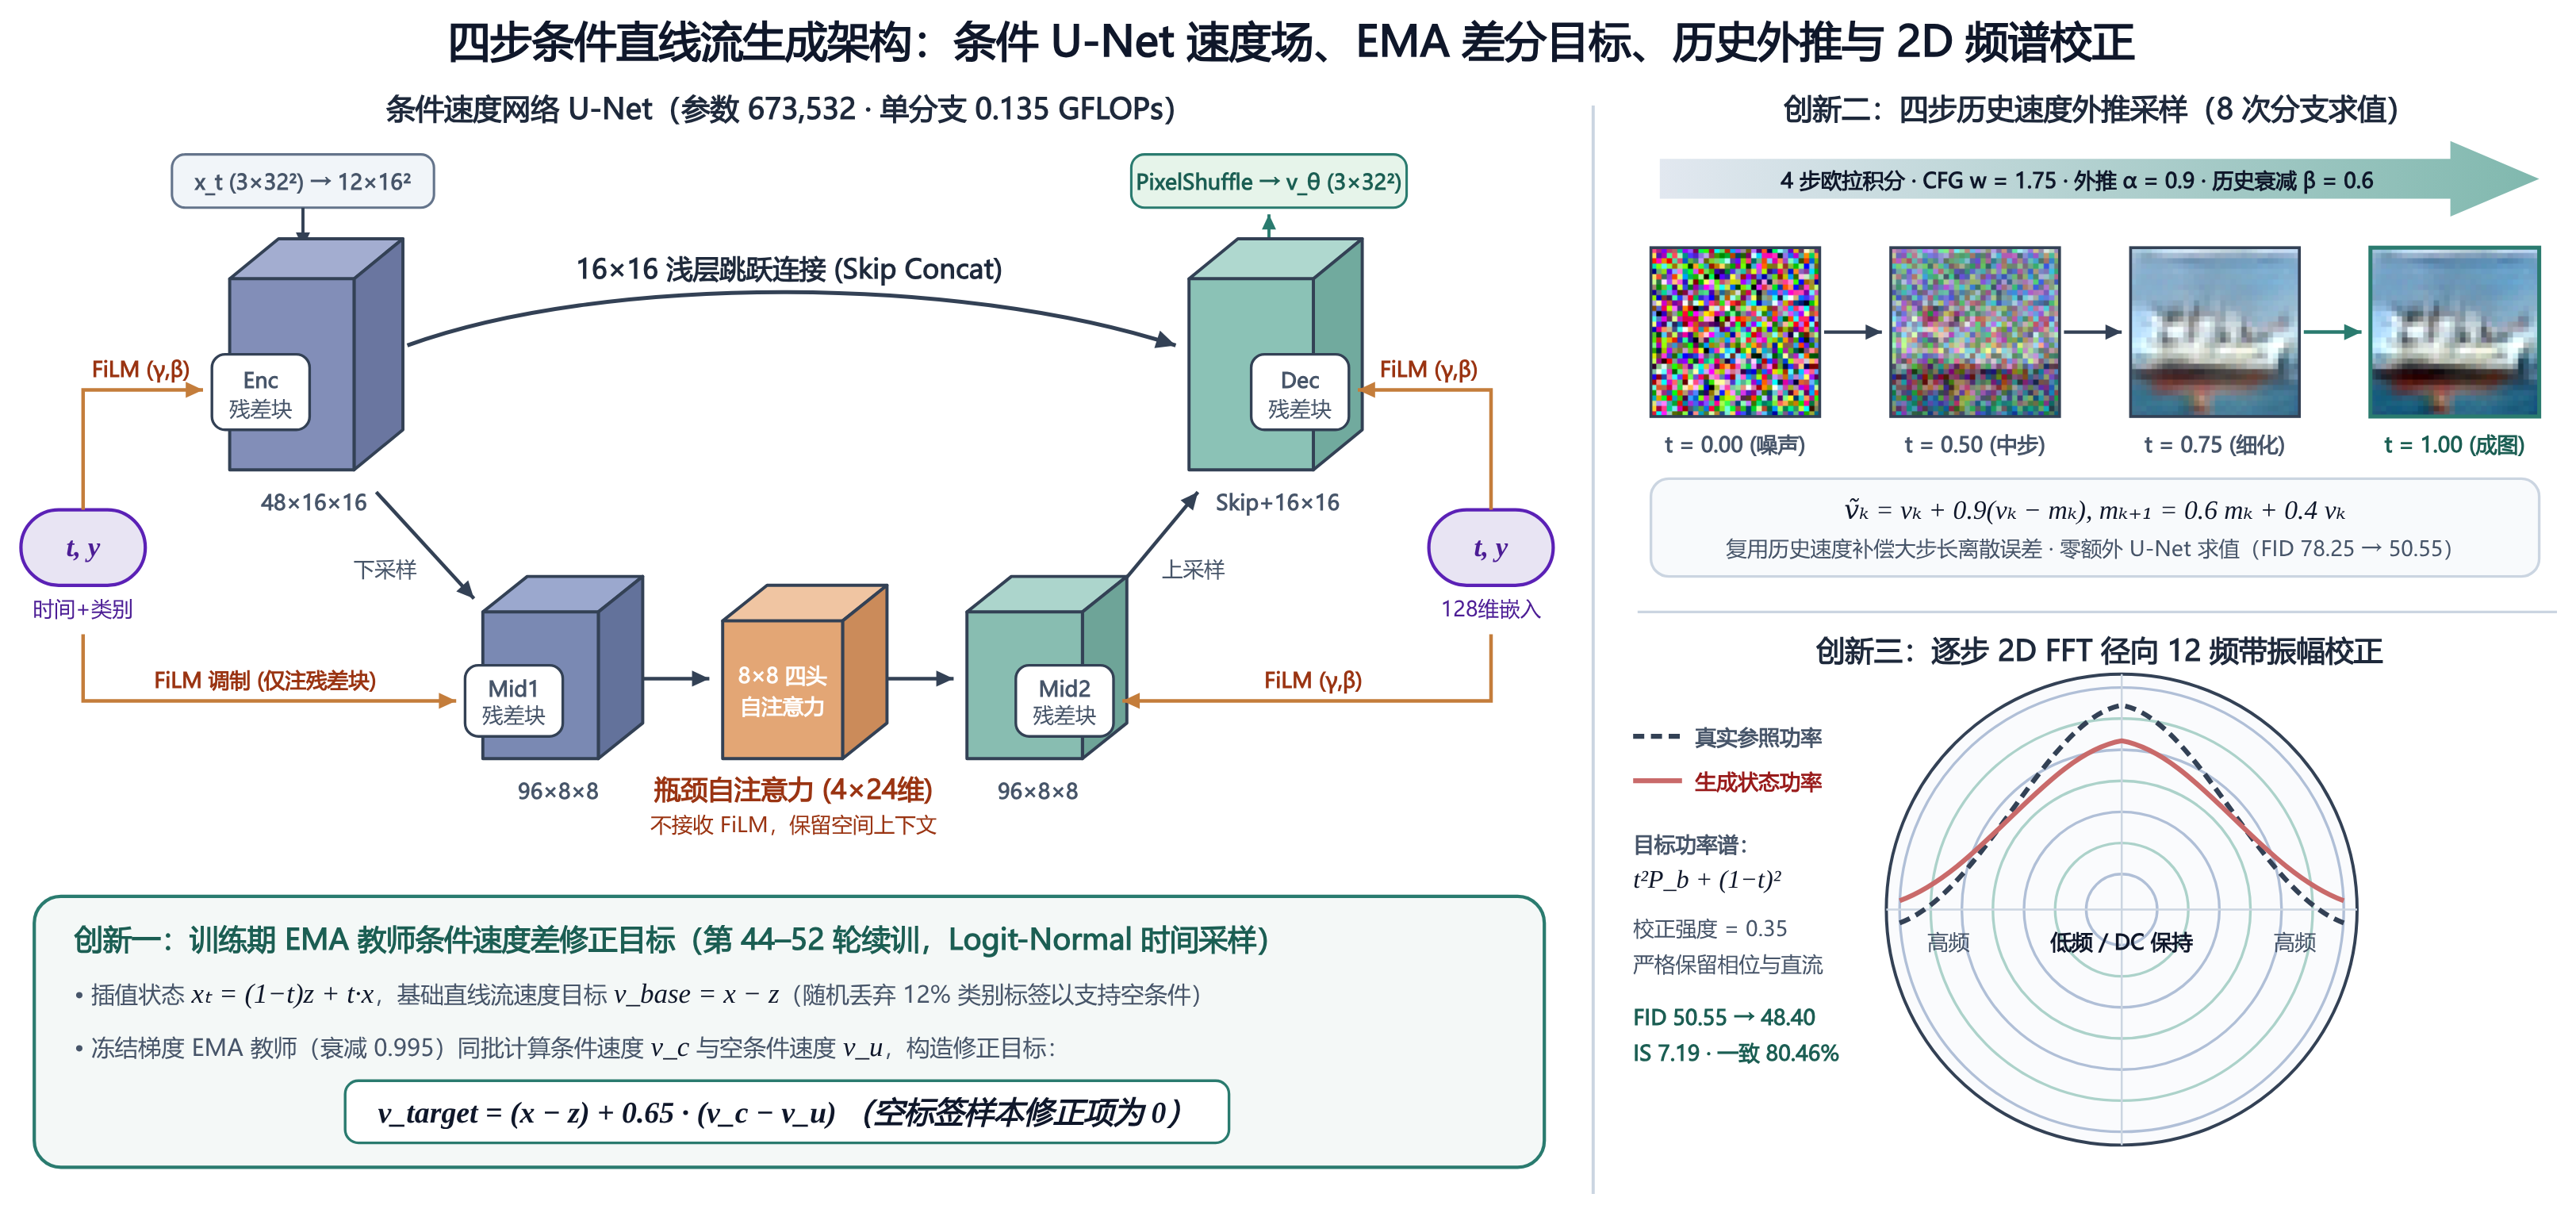 四步条件直线流生成架构：条件 U-Net 速度场、EMA 差分目标、历史外推与 2D 频谱校正
条件速度网络 U-Net（参数 673,532 · 单分支 0.135 GFLOPs）
x_t (3×32²) → 12×16²
PixelShuffle → v_θ (3×32²)
16×16 浅层跳跃连接 (Skip Concat)
FiLM (γ,β)
Enc
残差块
Dec
残差块
FiLM (γ,β)
48×16×16
Skip+16×16
t, y
时间+类别
t, y
128维嵌入
下采样
上采样
FiLM 调制 (仅注残差块)
Mid1
残差块
8×8 四头
自注意力
Mid2
残差块
FiLM (γ,β)
96×8×8
瓶颈自注意力 (4×24维)
不接收 FiLM，保留空间上下文
96×8×8
创新一：训练期 EMA 教师条件速度差修正目标（第 44–52 轮续训，Logit-Normal 时间采样）
• 插值状态 xₜ = (1−t)z + t·x，基础直线流速度目标 v_base = x − z（随机丢弃 12% 类别标签以支持空条件）
• 冻结梯度 EMA 教师（衰减 0.995）同批计算条件速度 v_c 与空条件速度 v_u，构造修正目标：
v_target = (x − z) + 0.65 · (v_c − v_u) （空标签样本修正项为 0）
创新二：四步历史速度外推采样（8 次分支求值）
4 步欧拉积分 · CFG w = 1.75 · 外推 α = 0.9 · 历史衰减 β = 0.6
t = 0.00 (噪声)
t = 0.50 (中步)
t = 0.75 (细化)
t = 1.00 (成图)
ṽₖ = vₖ + 0.9(vₖ − mₖ), mₖ₊₁ = 0.6 mₖ + 0.4 vₖ
复用历史速度补偿大步长离散误差 · 零额外 U-Net 求值（FID 78.25 → 50.55）
创新三：逐步 2D FFT 径向 12 频带振幅校正
真实参照功率
生成状态功率
目标功率谱：
t²P_b + (1−t)²
校正强度 = 0.35
严格保留相位与直流
FID 50.55 → 48.40
IS 7.19 · 一致 80.46%
高频
低频 / DC 保持
高频